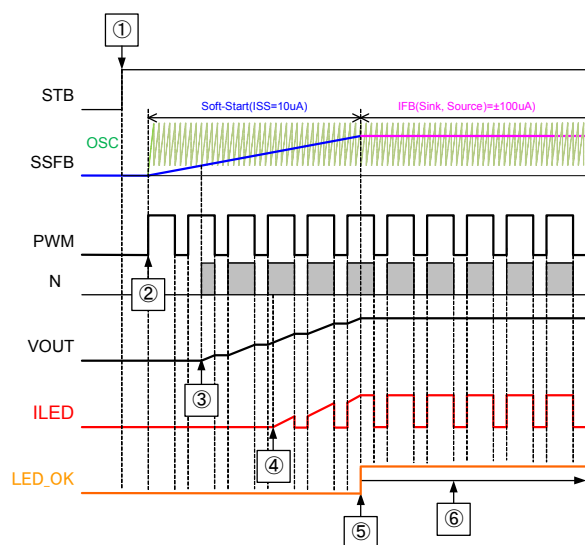 ①
STB
Soft-Start(ISS=10uA)
IFB(Sink, Source)=±100uA)
OSC
SSFB
PWM
②
N
VOUT
③
ILED
④
LED_OK
⑤
⑥